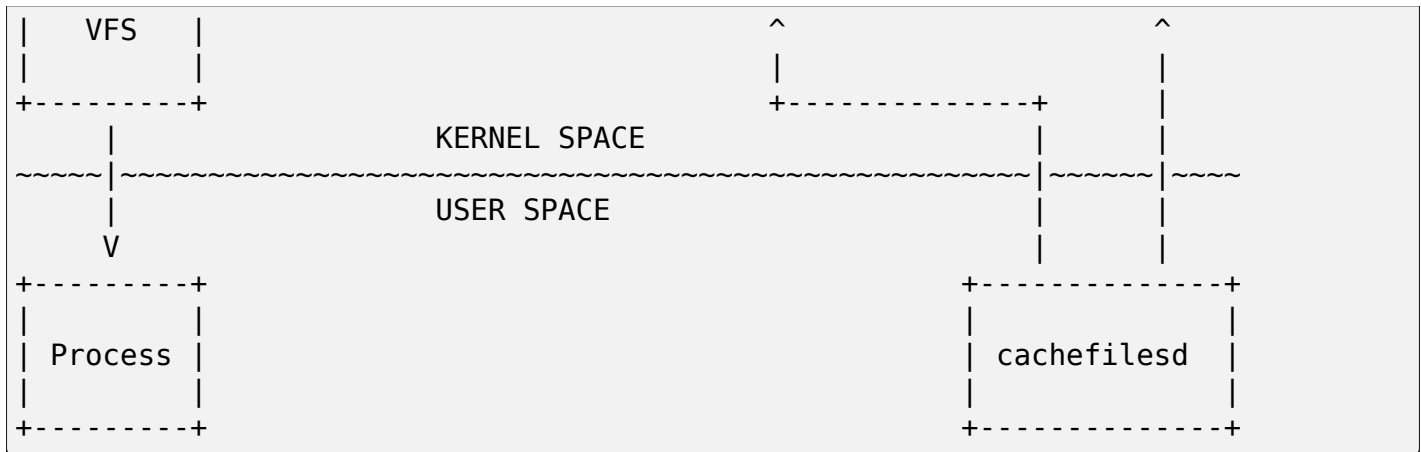 |   VFS   |                                ^                     ^
|         |                                |                     |
+---------+                                +--------------+      |
     |                  KERNEL SPACE                      |      |
~~~~~|~~~~~~~~~~~~~~~~~~~~~~~~~~~~~~~~~~~~~~~~~~~~~~~~~~~~|~~~~~~|~~~~
     |                  USER SPACE                        |      |
     V                                                    |      |
+---------+                                           +--------------+
|         |                                           |              |
| Process |                                           | cachefilesd  |
|         |                                           |              |
+---------+                                           +--------------+